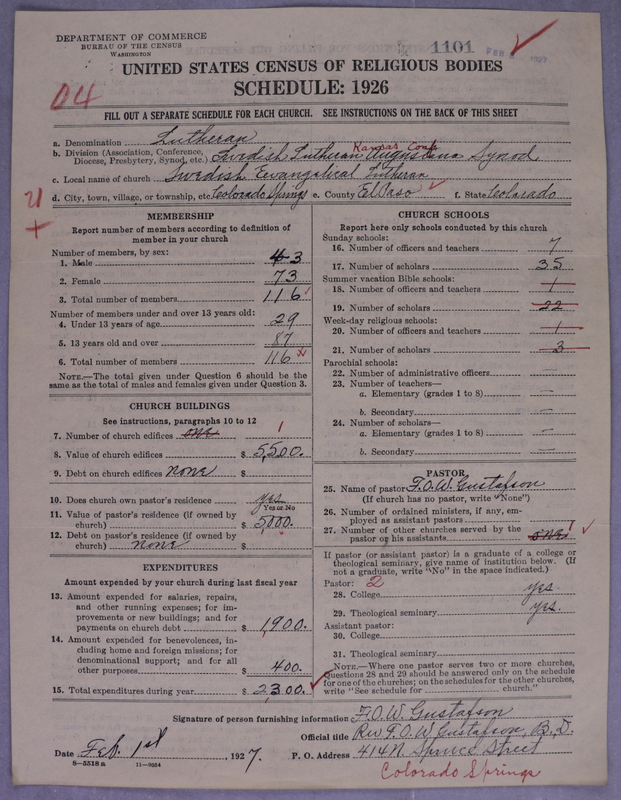 DEPARTMENT OF COMMERCE
BUREAU OF THE CENSUS
WASHINGTON
1101
FEB 1927
UNITED STATES CENSUS OF RELIGIOUS BODIES
SCHEDULE: 1926
04
FILL OUT A SEPARATE SCHEDULE FOR EACH CHURCH. SEE INSTRUCTIONS ON THE BACK OF THIS SHEET
a. Denomination Lutheran
Kansas Conf.
b. Division (Association, Conference, Diocese, Presbytery, Synod, etc.) Swedish Lutheran Augustana Synod
c. Local name of church Swedish Eevangelical Lutheran
d. City, town, village, or township, etc. Colorado Springs e. County El Paso f. State Colorado
MEMBERSHIP
Report number of members according to definition of
member in your church
Number of members, by sex:
1. Male 43
2. Female 73
3. Total number of members 116
Number of members under and over 13 years old:
4. Under 13 years of age 29
5. 13 years old and over 87
6. Total number of members 116
NOTE.—The total given under Question 6 should be
same as the total of males and females given under Question 3.
CHURCH BUILDINGS
See instructions, paragraphs 10 to 12
7. Number of church edifices one 1
8. Value of church edifices $ 5,500.
9. Debt on church edifices none $
10. Does church own pastor's residence yes
Yes or No
11. Value of pastor's residence (if owned by
church) $ 5,000.
12. Debt on pastor's residence (if owned by
church) none $
EXPENDITURES
Amount expended by your church during last fiscal year
13. Amount expended for salaries, repairs,
and other running expenses; for im-
provements or new buildings; and for
payments on church debt $ 1,900.
14. Amount expended for benevolences, in-
cluding home and foreign missions; for
denominational support; and for all
other purposes $ 400.
15. Total expenditures during year $ 2,300.
CHURCH SCHOOLS
Report here only schools conducted by this church
Sunday schools:
16. Number of officers and teachers 7
17. Number of scholars 35
Summer vacation Bible schools:
18. Number of officers and teachers 1
19. Number of scholars 22
Week-day religious schools:
20. Number of officers and teachers 1
21. Number of scholars 3
Parochial schools:
22. Number of administrative officers —
23. Number of teachers—
a. Elementary (grades 1 to 8) —
b. Secondary —
24. Number of scholars—
a. Elementary (grades 1 to 8) —
b. Secondary —
PASTOR
25. Name of pastor F.O.W. Gustafson
(If church has no pastor, write "None")
26. Number of ordained ministers, if any, em-
ployed as assistant pastors
27. Number of other churches served by the
pastor or his assistants one 1
If pastor (or assistant pastor) is a graduate of a college or
theological seminary, give name of institution below. (If
not a graduate, write "No" in the space indicated.)
Pastor: 2
28. College yes
29. Theological seminary yes.
Assistant pastor:
30. College
31. Theological seminary
NOTE.—Where one pastor serves two or more churches,
Questions 28 and 29 should be answered only on the schedule
for one of the churches; on the schedules for the other churches,
write "See schedule for church."
Signature of person furnishing information F.O.W. Gustafson
Official title Rev F.O.W Gustafson, B.D.
Date Feb. 1st 1927. P. O. Address 414 N. Spruce Street
8—5518 a 11—9554
Colorado Springs